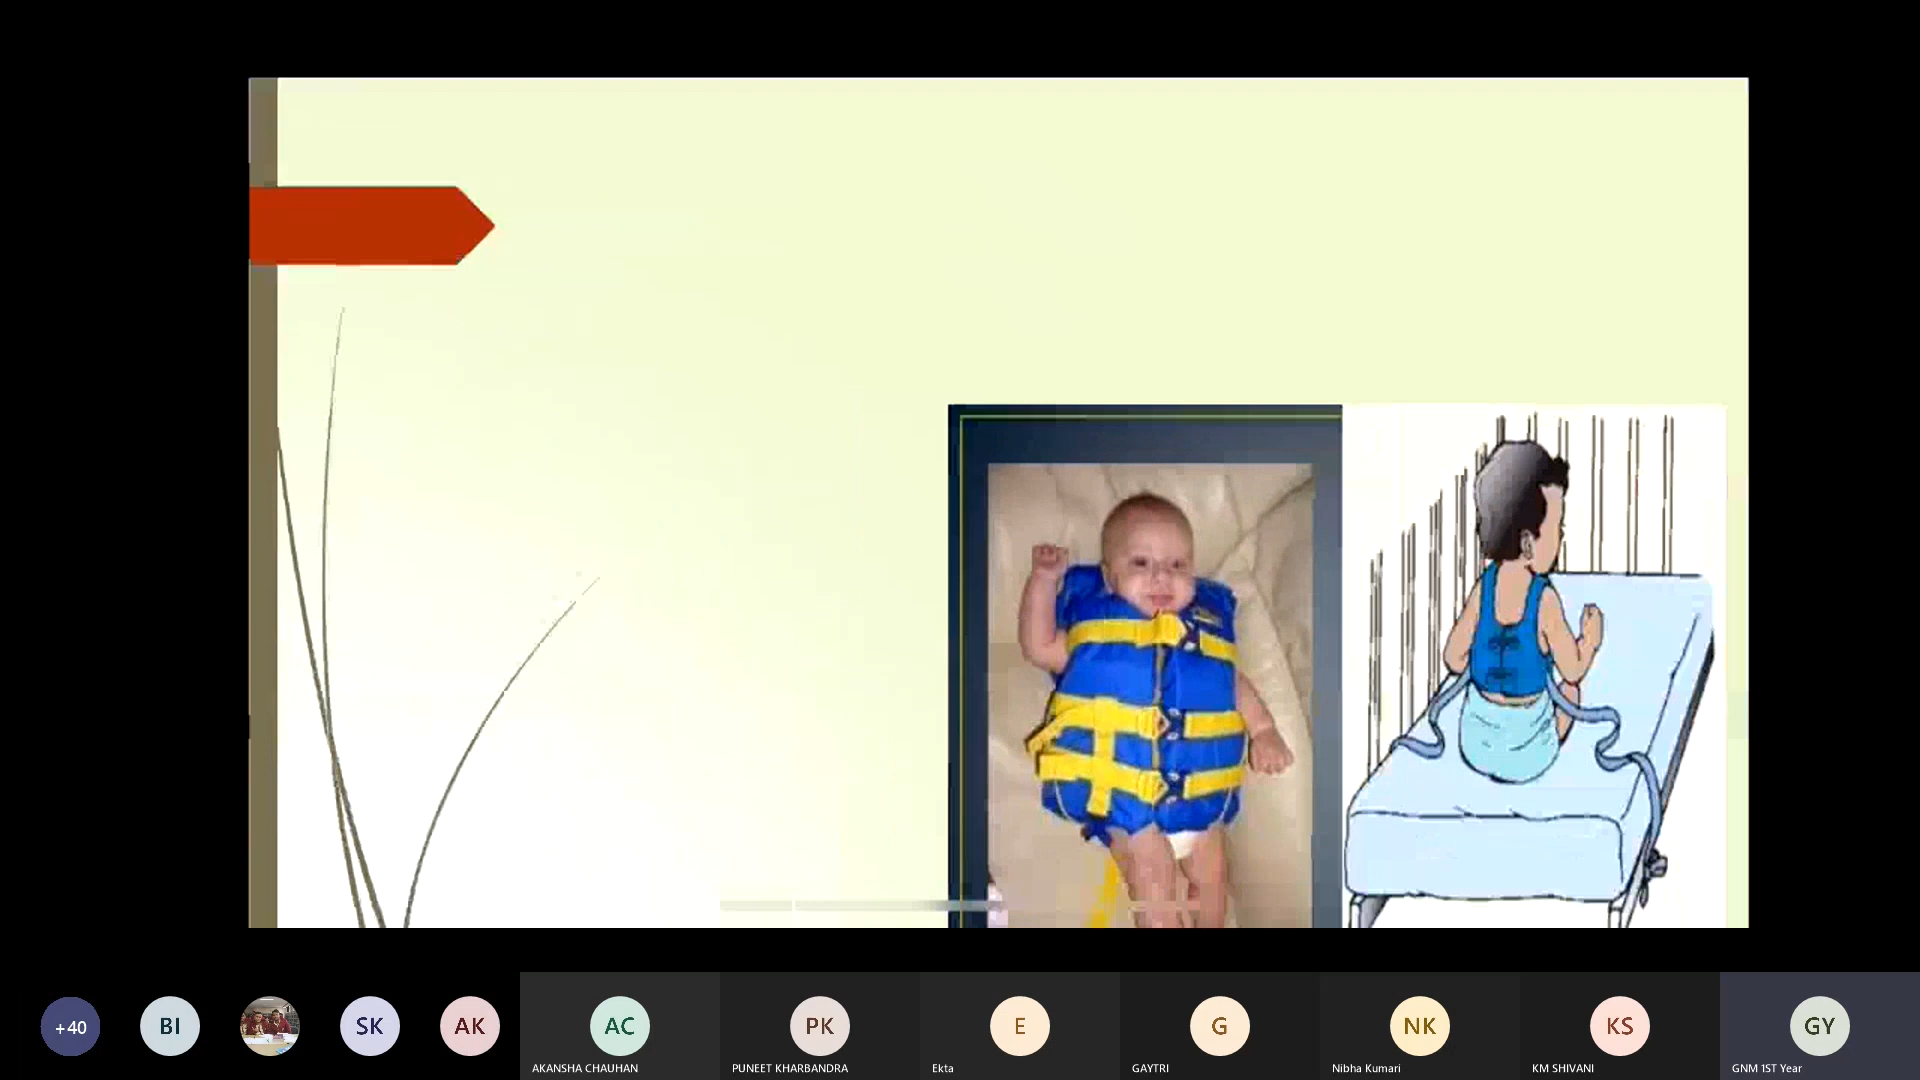 +40
BI
SK
AK
AC
PK
E
G
NK
KS
GY
AKANSHA CHAUHAN
PUNEET KHARBANDRA
Ekta
GAYTRI
Nibha Kumari
KM SHIVANI
GNM 1ST Year